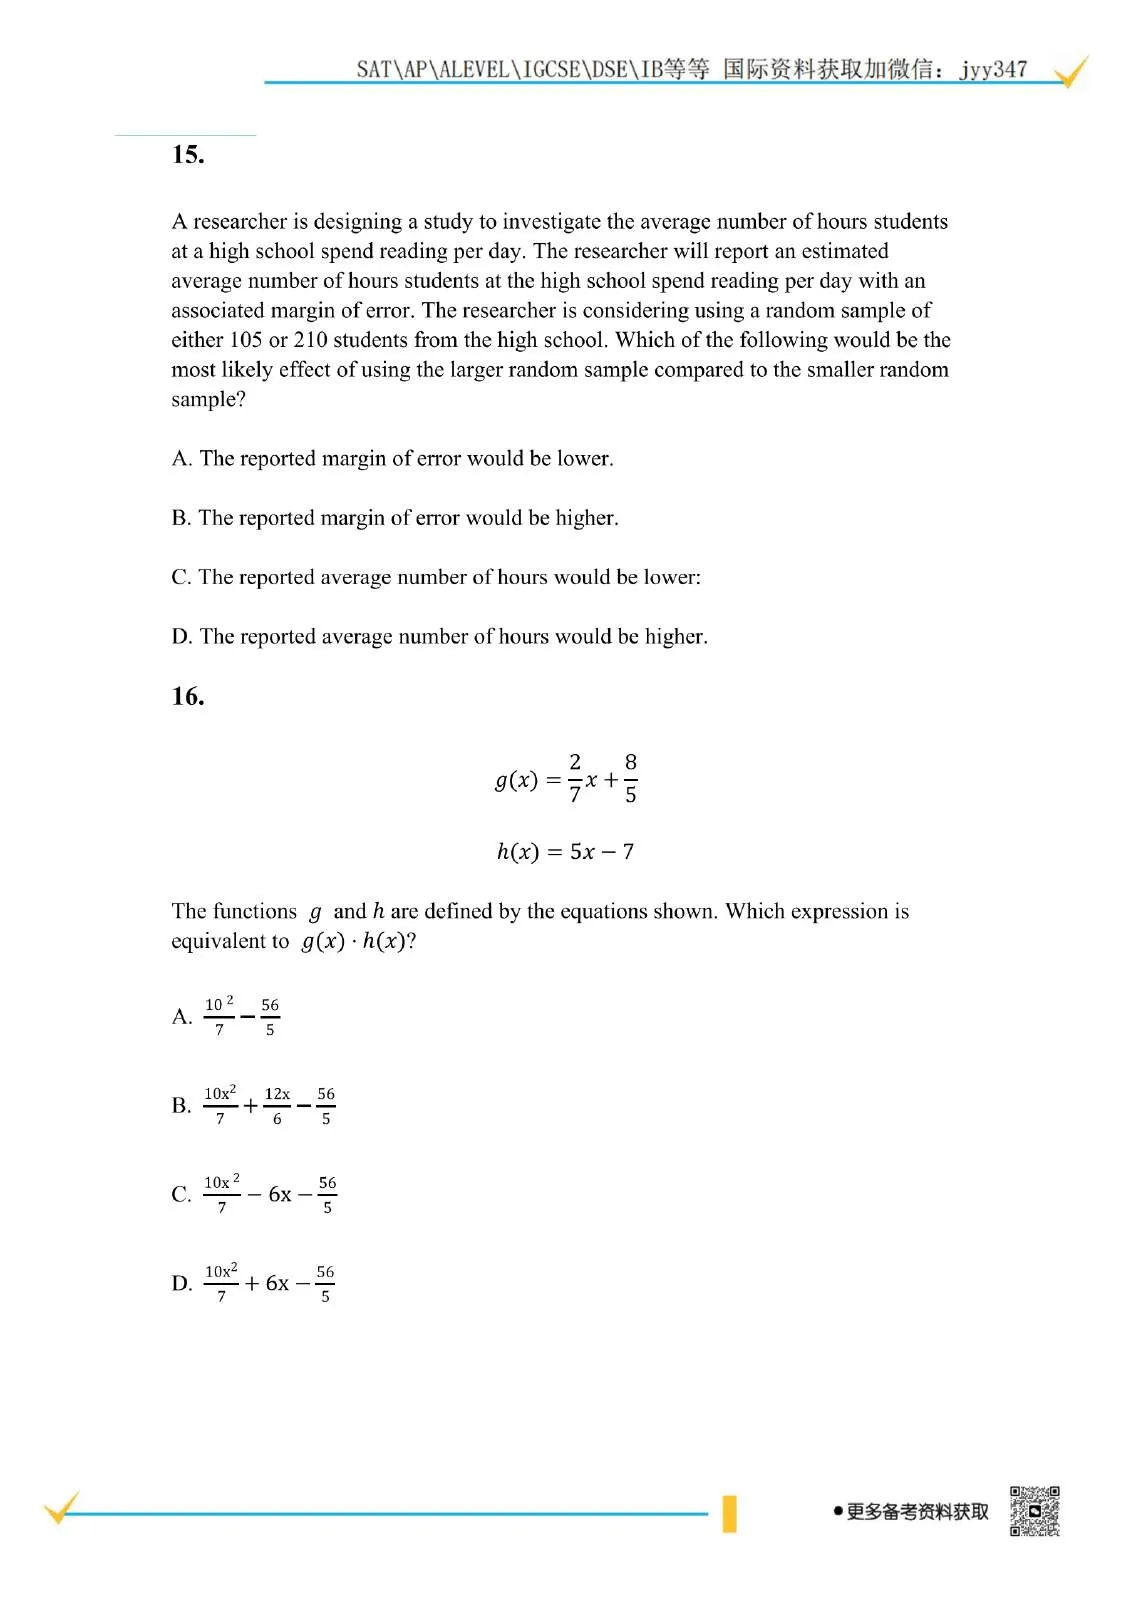 SAT\AP\ALEVEL\IGCSE\DSE\IB等等 国际资料获取加微信：jyy347
15.
A researcher is designing a study to investigate the average number of hours students
at a high school spend reading per day. The researcher will report an estimated
average number of hours students at the high school spend reading per day with an
associated margin of error. The researcher is considering using a random sample of
either 105 or 210 students from the high school. Which of the following would be the
most likely effect of using the larger random sample compared to the smaller random
sample?
A. The reported margin of error would be lower.
B. The reported margin of error would be higher.
C. The reported average number of hours would be lower:
D. The reported average number of hours would be higher.
16.
g(x) = 2/7 x + 8/5
h(x) = 5x − 7
The functions g and h are defined by the equations shown. Which expression is
equivalent to g(x) · h(x)?
A. 10 ²/7 − 56/5
B. 10x²/7 + 12x/6 − 56/5
C. 10x ²/7 − 6x − 56/5
D. 10x²/7 + 6x − 56/5
●更多备考资料获取